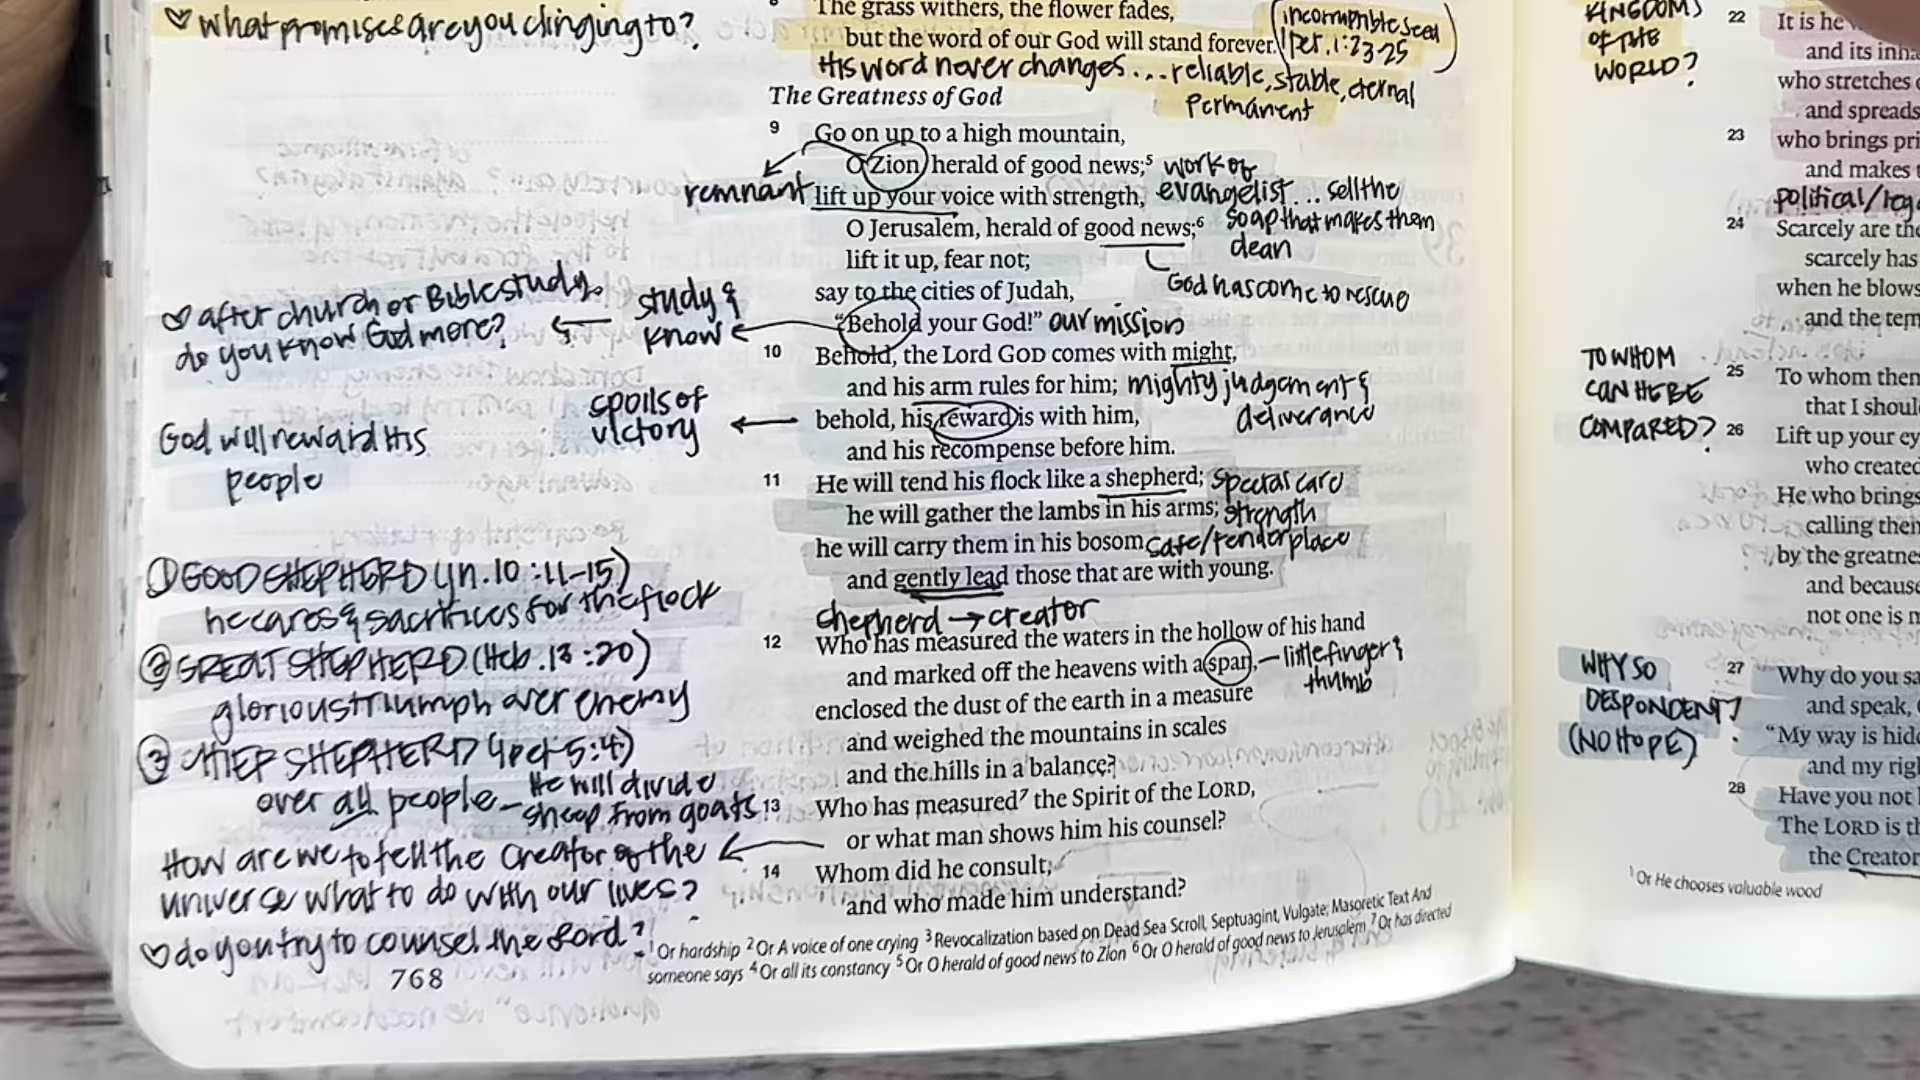 ♡ what promises are you clinging to?
The grass withers, the flower fades,
but the word of our God will stand forever.
(incorruptible seed
1 Pet. 1:23-25)
His word never changes... reliable, stable, eternal
permanent
The Greatness of God
9 Go on up to a high mountain,
O Zion, herald of good news;⁵ work of
remnant lift up your voice with strength, evangelist... sell the
O Jerusalem, herald of good news;⁶ soap that makes them
clean
lift it up, fear not;
God has come to rescue
say to the cities of Judah,
"Behold your God!" our mission
study &
know
♡ after church or Bible study,
do you know God more?
10 Behold, the Lord GOD comes with might,
and his arm rules for him; mighty judgement &
deliverance
behold, his reward is with him,
and his recompense before him.
spoils of
victory
God will reward His
people
11 He will tend his flock like a shepherd; special care
he will gather the lambs in his arms; strength
he will carry them in his bosom, safe/tender place
and gently lead those that are with young.
① GOOD SHEPHERD (Jn. 10:11-15)
he cares & sacrifices for the flock
② GREAT SHEPHERD (Heb. 13:20)
glorious triumph over enemy
③ CHIEF SHEPHERD (1 Pet 5:4)
over all people - He will divide
sheep from goats
shepherd → creator
12 Who has measured the waters in the hollow of his hand
and marked off the heavens with a span, - little finger &
thumb
enclosed the dust of the earth in a measure
and weighed the mountains in scales
and the hills in a balance?
13 Who has measured⁷ the Spirit of the LORD,
or what man shows him his counsel?
14 Whom did he consult,
and who made him understand?
How are we to tell the creator of the
universe what to do with our lives?
♡ do you try to counsel the Lord?
¹ Or hardship ² Or A voice of one crying ³ Revocalization based on Dead Sea Scroll, Septuagint, Vulgate; Masoretic Text And
someone says ⁴ Or all its constancy ⁵ Or O herald of good news to Zion ⁶ Or O herald of good news to Jerusalem ⁷ Or has directed
768
KINGDOMS
OF THE
WORLD?
22 It is he
and its
who stretches
and spreads
23 who brings
and makes
political/
24 Scarcely are the
scarcely has
when he blows
and the
TO WHOM
CAN HE BE
COMPARED?
25 To whom then
that I
26 Lift up your
who created
He who brings
calling
by the
and because
not one is
WHY SO
DESPONDENT?
(NO HOPE)
27 Why do you
and speak,
"My way is
and my
28 Have you not
The LORD is
the Creator
¹ Or He chooses valuable wood